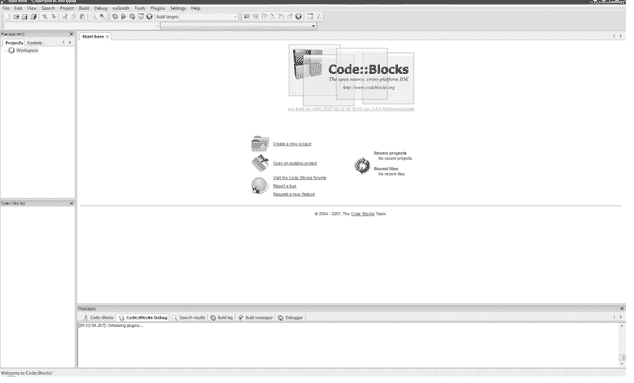 File Edit View Search Project Build Debug wxSmith Tools Plugins Settings Help
Build target:
Management
Projects Symbols
Workspace
Start here
Code::Blocks
The open source, cross-platform IDE
http://www.codeblocks.org
Create a new project
Open an existing project
Visit the Code::Blocks forums
Report a bug
Request a new feature
Recent projects
No recent projects
Recent files
No recent files
© 2004 - 2007, The Code::Blocks Team.
Open files list
Messages
Code::Blocks Code::Blocks Debug Search results Build log Build messages Debugger
Initializing plugins...
Welcome to Code::Blocks!